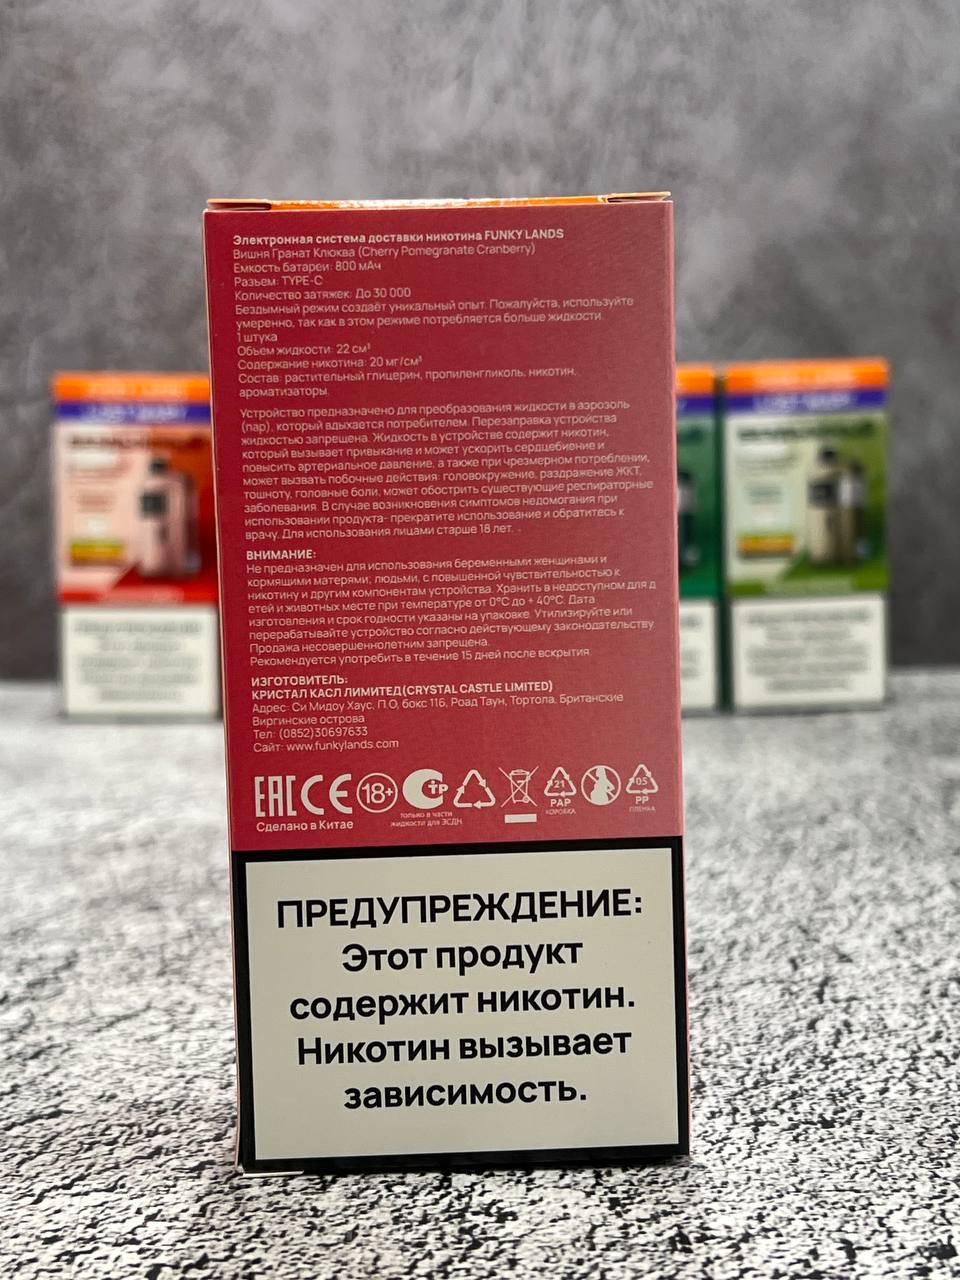 Электронная система доставки никотина FUNKY LANDS
Вишня Гранат Клюква (Cherry Pomegranate Cranberry)
Емкость батареи: 800 мАч
Разъем: TYPE-C
Количество затяжек: До 30 000
Бездымный режим создаёт уникальный опыт. Пожалуйста, используйте
умеренно, так как в этом режиме потребляется больше жидкости.
1 штука
Объем жидкости: 22 см³
Содержание никотина: 20 мг/см³
Состав: растительный глицерин, пропиленгликоль, никотин,
ароматизаторы.
Устройство предназначено для преобразования жидкости в аэрозоль
(пар), который вдыхается потребителем. Перезаправка устройства
жидкостью запрещена. Жидкость в устройстве содержит никотин,
который вызывает привыкание и может ускорить сердцебиение и
повысить артериальное давление, а также при чрезмерном потреблении,
может вызвать побочные действия: головокружение, раздражение ЖКТ,
тошноту, головные боли, может обострить существующие респираторные
заболевания. В случае возникновения симптомов недомогания при
использовании продукта- прекратите использование и обратитесь к
врачу. Для использования лицами старше 18 лет.
ВНИМАНИЕ:
Не предназначен для использования беременными женщинами и
кормящими матерями; людьми, с повышенной чувствительностью к
никотину и другим компонентам устройства. Хранить в недоступном для д
етей и животных месте при температуре от 0°C до + 40°C. Дата
изготовления и срок годности указаны на упаковке. Утилизируйте или
перерабатывайте устройство согласно действующему законодательству.
Продажа несовершеннолетним запрещена.
Рекомендуется употребить в течение 15 дней после вскрытия.
ИЗГОТОВИТЕЛЬ:
КРИСТАЛ КАСЛ ЛИМИТЕД(CRYSTAL CASTLE LIMITED)
Адрес: Си Мидоу Хаус, П.О, бокс 116, Роад Таун, Тортола, Британские
Виргинские острова
Тел: (0852)30697633
Сайт: www.funkylands.com
EAC CE 18+ СТР 21 05
PAP PP
только в части КОРОБКА ПЛЕНКА
жидкости для ЭСДН
Сделано в Китае
ПРЕДУПРЕЖДЕНИЕ:
Этот продукт
содержит никотин.
Никотин вызывает
зависимость.